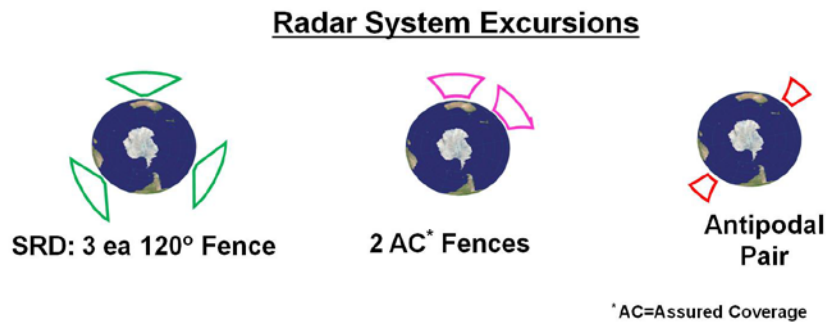 Radar System Excursions
SRD: 3 ea 120° Fence
2 AC* Fences
Antipodal
Pair
*AC=Assured Coverage